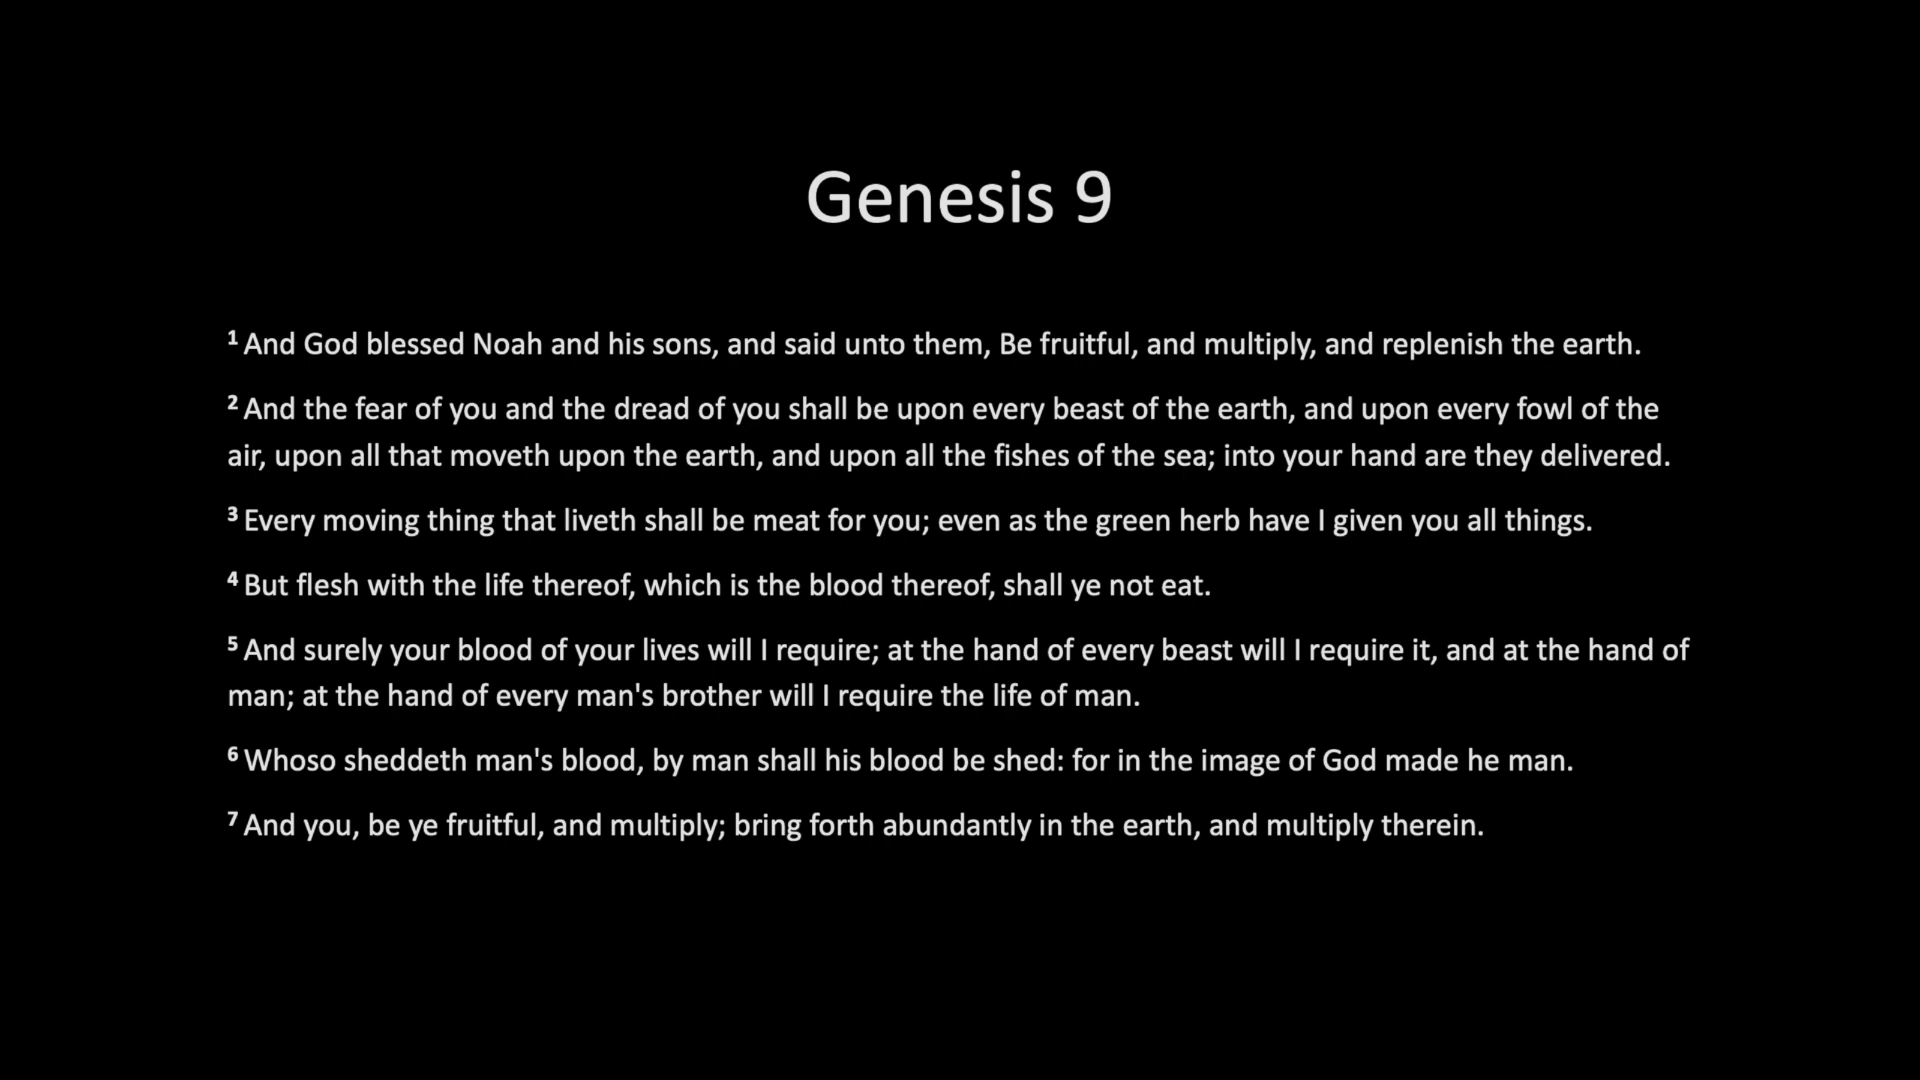 Genesis 9
1 And God blessed Noah and his sons, and said unto them, Be fruitful, and multiply, and replenish the earth.
2 And the fear of you and the dread of you shall be upon every beast of the earth, and upon every fowl of the
air, upon all that moveth upon the earth, and upon all the fishes of the sea; into your hand are they delivered.
3 Every moving thing that liveth shall be meat for you; even as the green herb have I given you all things.
4 But flesh with the life thereof, which is the blood thereof, shall ye not eat.
5 And surely your blood of your lives will I require; at the hand of every beast will I require it, and at the hand of
man; at the hand of every man's brother will I require the life of man.
6 Whoso sheddeth man's blood, by man shall his blood be shed: for in the image of God made he man.
7 And you, be ye fruitful, and multiply; bring forth abundantly in the earth, and multiply therein.